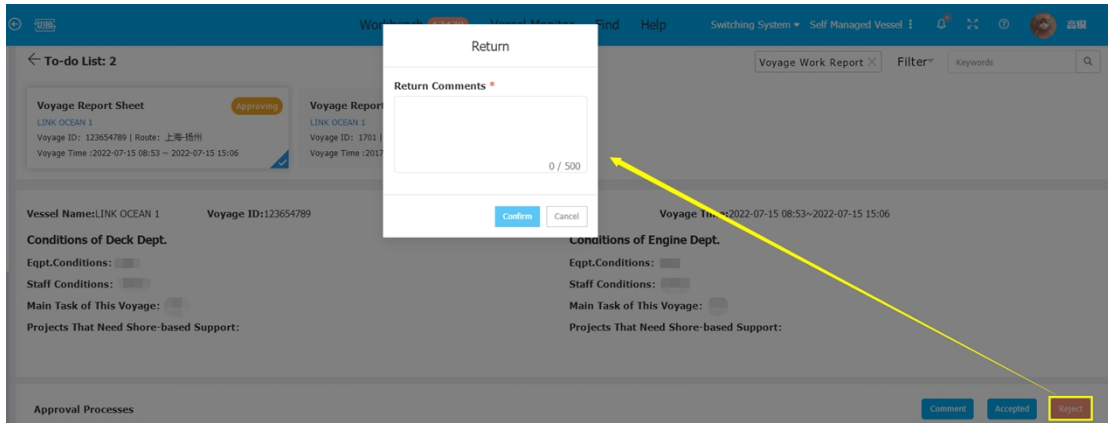 切换
Workbench
Vessel Monitor
Find
Help
Switching System
Self Managed Vessel
高银
To-do List: 2
Voyage Work Report
Filter
Keywords
Voyage Report Sheet
Approving
LINK OCEAN 1
Voyage ID: 123654789 | Route: 上海-扬州
Voyage Time :2022-07-15 08:53 ~ 2022-07-15 15:06
Voyage Report
LINK OCEAN 1
Voyage ID: 1701 |
Voyage Time :2017
Return
Return Comments *
0 / 500
Confirm
Cancel
Vessel Name:LINK OCEAN 1
Voyage ID:123654789
Voyage Time:2022-07-15 08:53~2022-07-15 15:06
Conditions of Deck Dept.
Eqpt.Conditions:
Staff Conditions:
Main Task of This Voyage:
Projects That Need Shore-based Support:
Conditions of Engine Dept.
Eqpt.Conditions:
Staff Conditions:
Main Task of This Voyage:
Projects That Need Shore-based Support:
Approval Processes
Comment
Accepted
Reject